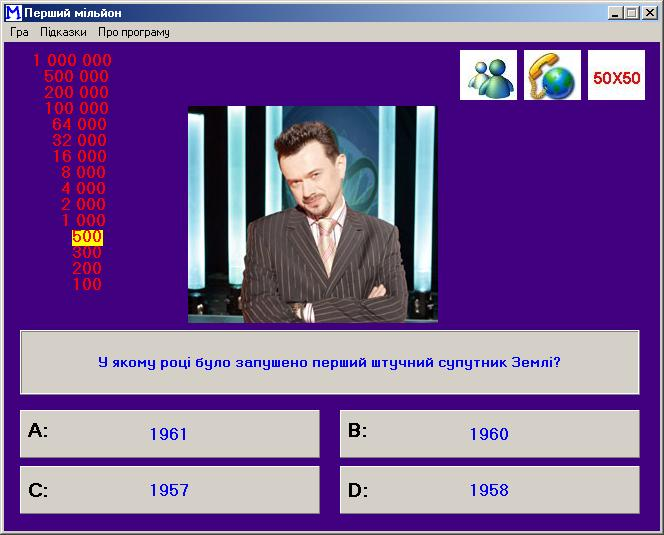 M Перший мільйон
Гра Підказки Про програму
1 000 000
500 000
200 000
100 000
64 000
32 000
16 000
8 000
4 000
2 000
1 000
500
300
200
100
50X50
У якому році було запушено перший штучний супутник Землі?
A: 1961
B: 1960
C: 1957
D: 1958